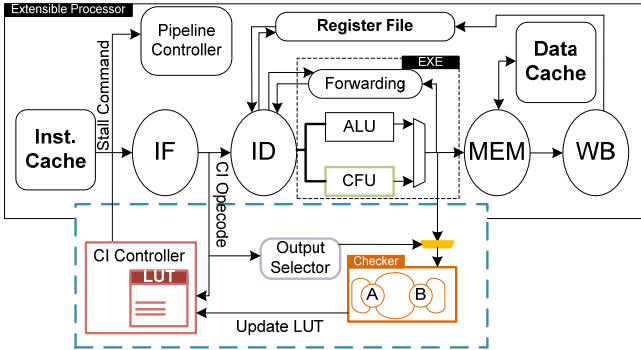 Extensible Processor
Pipeline
Controller
Register File
Data
Cache
EXE
Forwarding
Stall Command
Inst.
Cache
IF
ID
ALU
CFU
MEM
WB
CI Opecode
CI Controller
LUT
Output
Selector
Checker
A
B
Update LUT